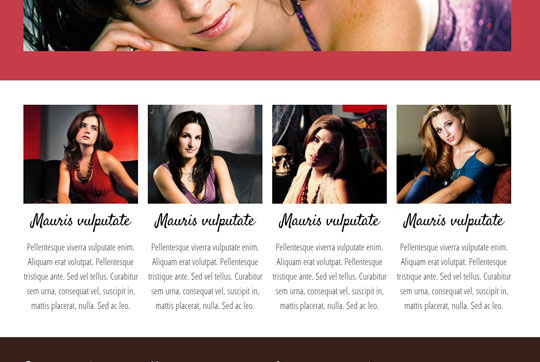 Mauris vulputate
Pellentesque viverra vulputate enim.
Aliquam erat volutpat. Pellentesque
tristique ante. Sed vel tellus. Curabitur
sem urna, consequat vel, suscipit in,
mattis placerat, nulla. Sed ac leo.
Mauris vulputate
Pellentesque viverra vulputate enim.
Aliquam erat volutpat. Pellentesque
tristique ante. Sed vel tellus. Curabitur
sem urna, consequat vel, suscipit in,
mattis placerat, nulla. Sed ac leo.
Mauris vulputate
Pellentesque viverra vulputate enim.
Aliquam erat volutpat. Pellentesque
tristique ante. Sed vel tellus. Curabitur
sem urna, consequat vel, suscipit in,
mattis placerat, nulla. Sed ac leo.
Mauris vulputate
Pellentesque viverra vulputate enim.
Aliquam erat volutpat. Pellentesque
tristique ante. Sed vel tellus. Curabitur
sem urna, consequat vel, suscipit in,
mattis placerat, nulla. Sed ac leo.